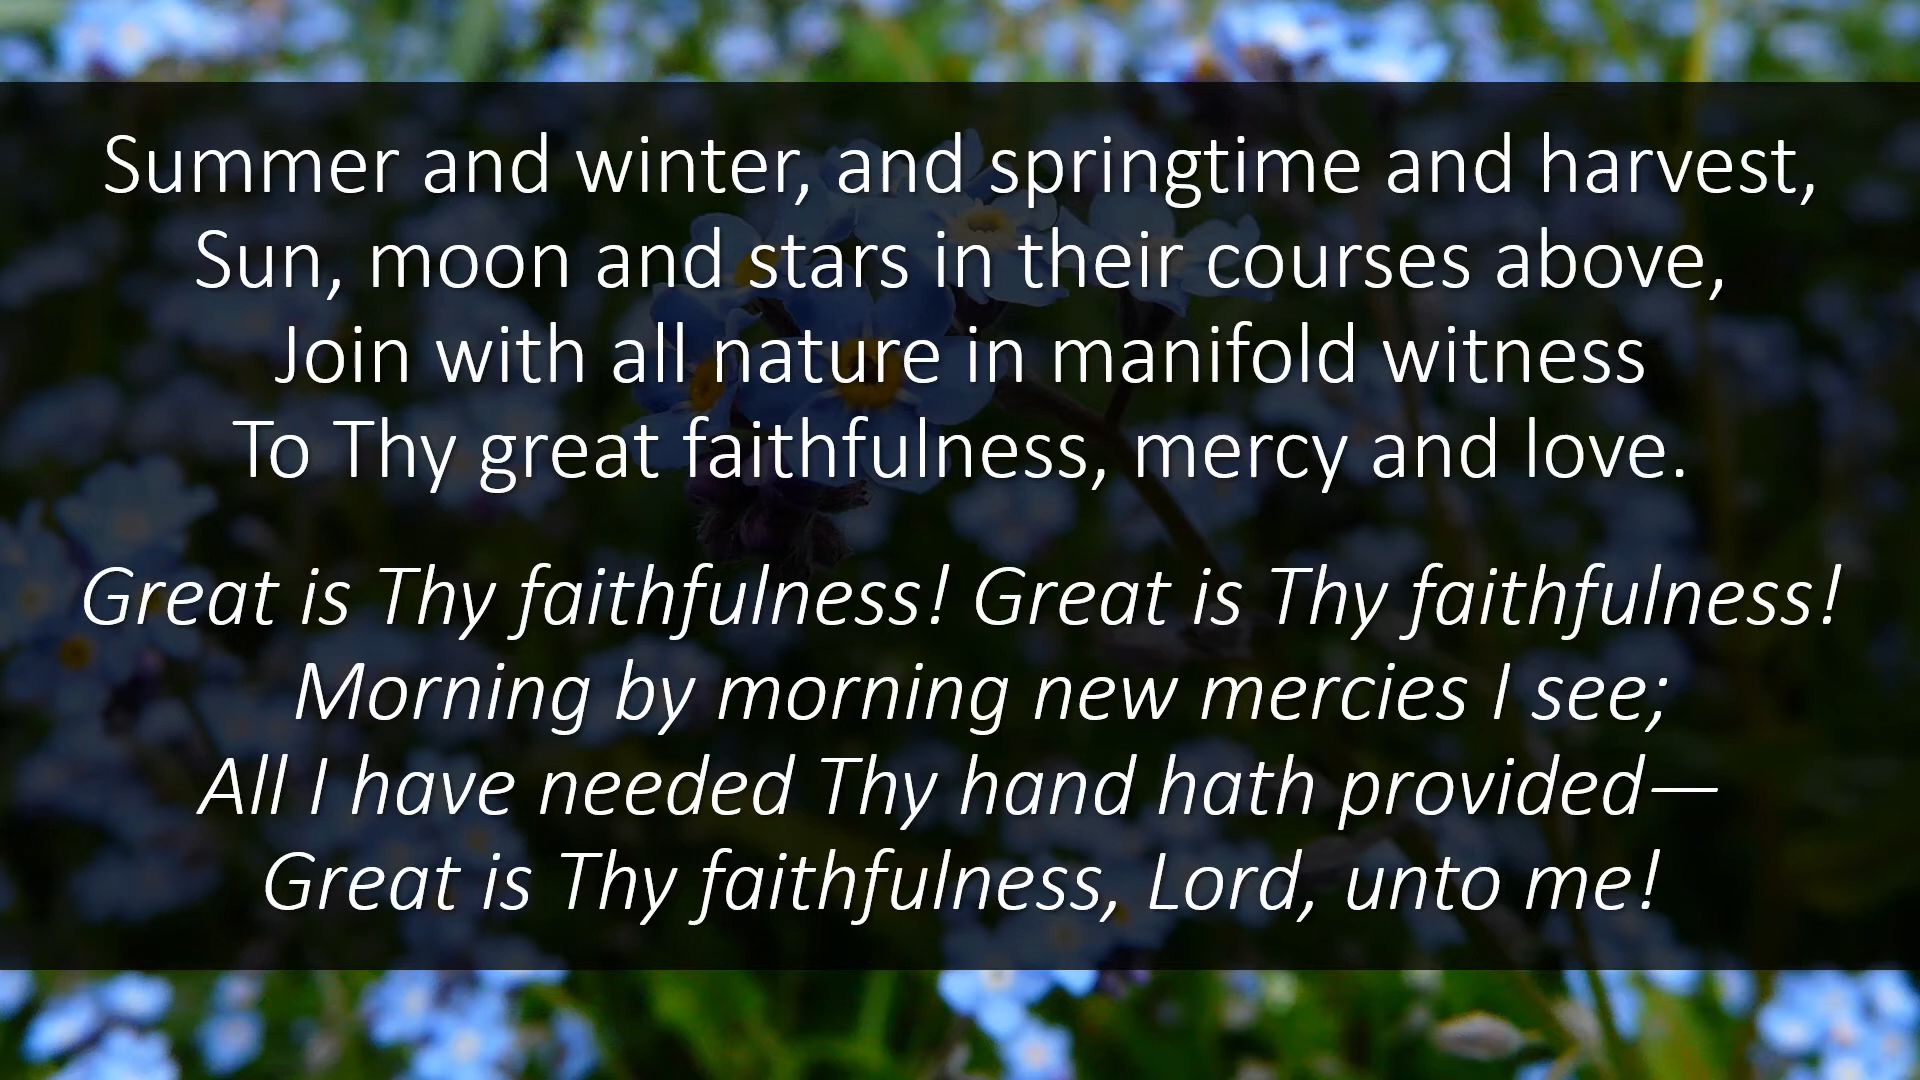 Summer and winter, and springtime and harvest,
Sun, moon and stars in their courses above,
Join with all nature in manifold witness
To Thy great faithfulness, mercy and love.
Great is Thy faithfulness! Great is Thy faithfulness!
Morning by morning new mercies I see;
All I have needed Thy hand hath provided—
Great is Thy faithfulness, Lord, unto me!